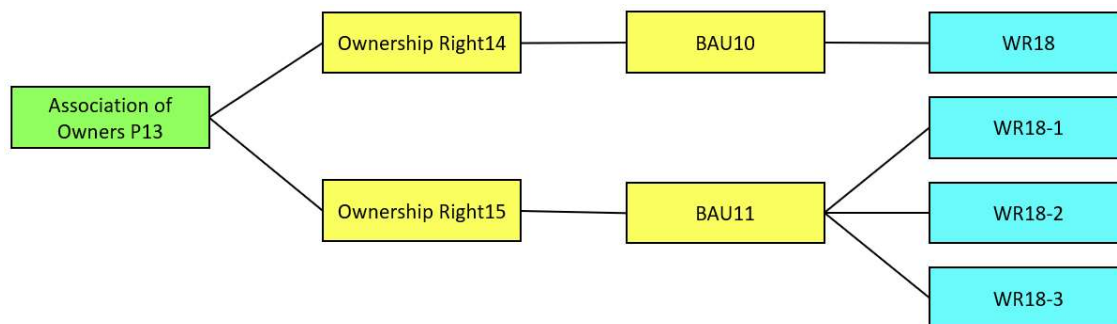 Ownership Right14
BAU10
WR18
Association of
Owners P13
WR18-1
Ownership Right15
BAU11
WR18-2
WR18-3